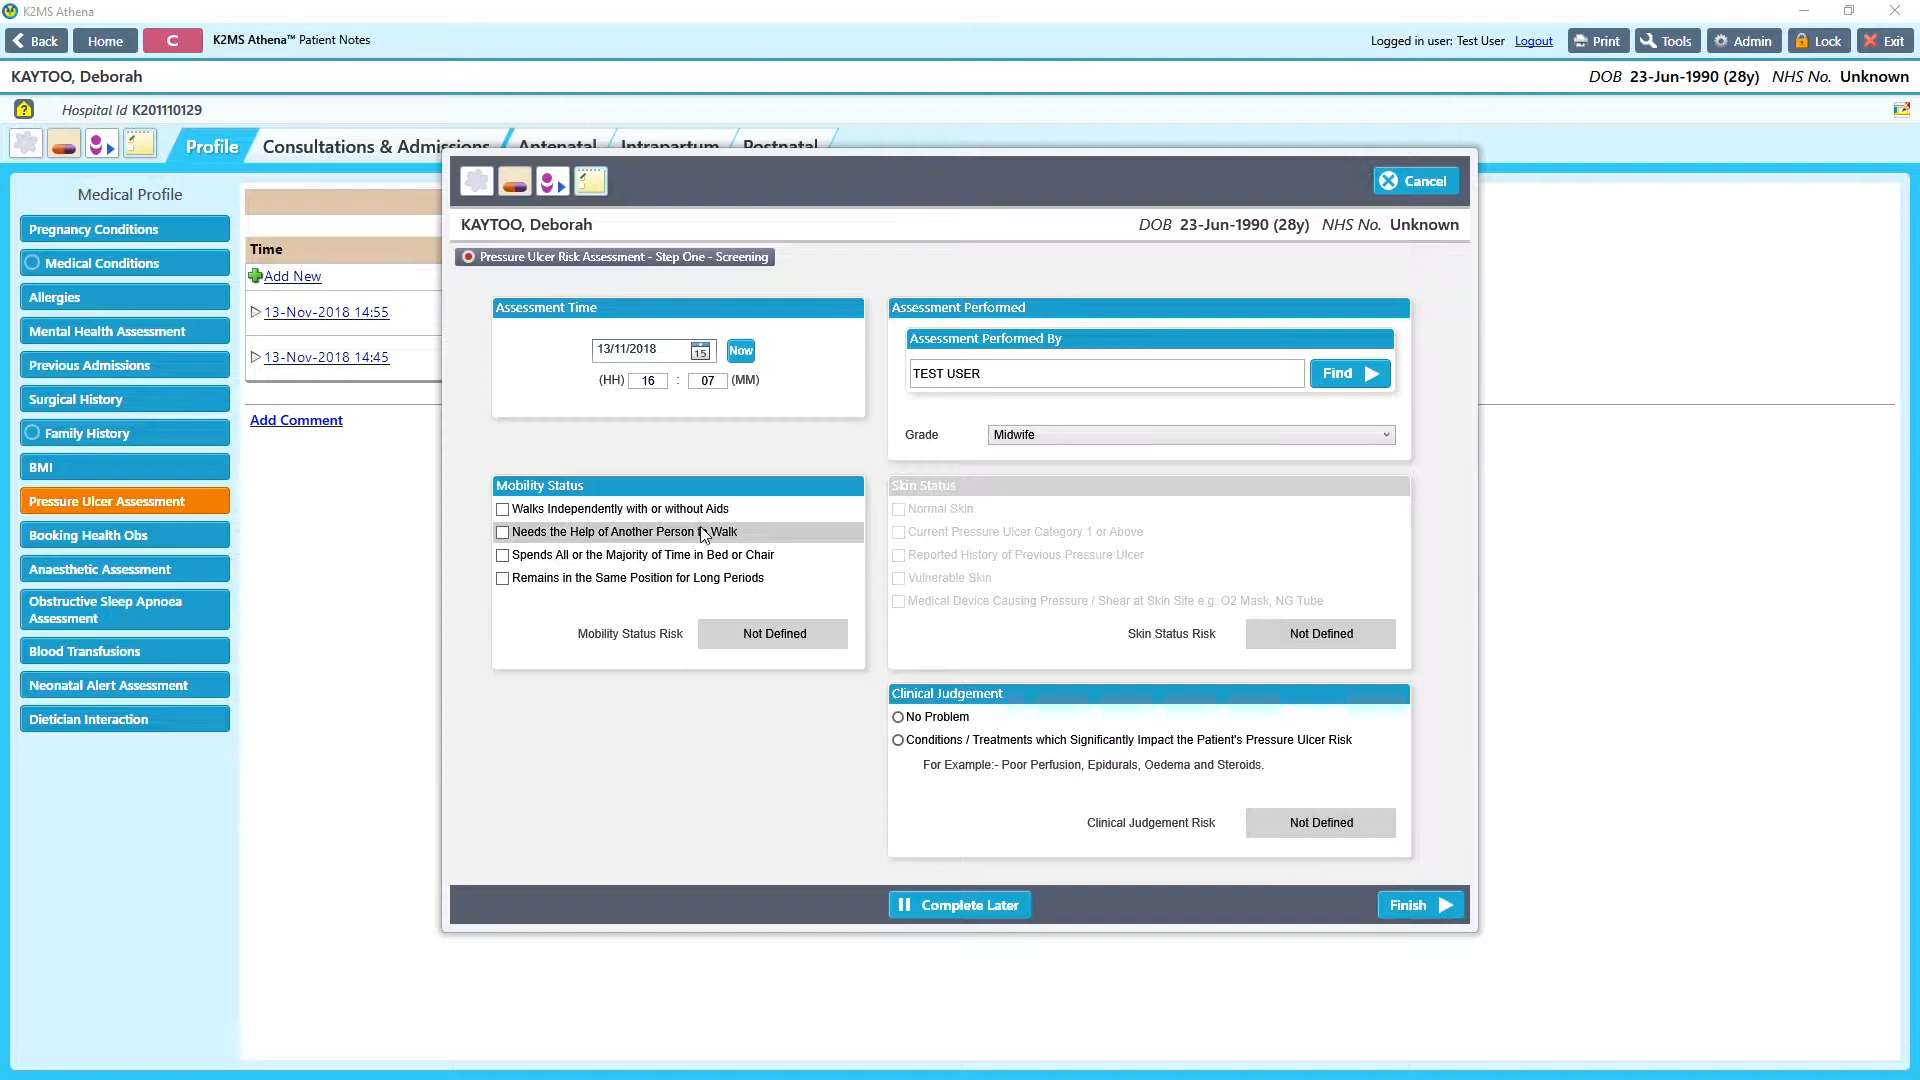 K2MS Athena
Back
Home
C
K2MS Athena™ Patient Notes
Logged in user: Test User
Logout
Print
Tools
Admin
Lock
Exit
KAYTOO, Deborah
DOB 23-Jun-1990 (28y) NHS No. Unknown
Hospital Id K201110129
Profile
Consultations & Admissions
Antenatal
Intrapartum
Postnatal
Medical Profile
Pregnancy Conditions
Medical Conditions
Allergies
Mental Health Assessment
Previous Admissions
Surgical History
Family History
BMI
Pressure Ulcer Assessment
Booking Health Obs
Anaesthetic Assessment
Obstructive Sleep Apnoea
Assessment
Blood Transfusions
Neonatal Alert Assessment
Dietician Interaction
Time
Add New
13-Nov-2018 14:55
13-Nov-2018 14:45
Add Comment
Cancel
KAYTOO, Deborah
DOB 23-Jun-1990 (28y) NHS No. Unknown
Pressure Ulcer Risk Assessment - Step One - Screening
Assessment Time
13/11/2018
15
Now
(HH) 16 : 07 (MM)
Assessment Performed
Assessment Performed By
TEST USER
Find
Grade
Midwife
Mobility Status
Walks Independently with or without Aids
Needs the Help of Another Person to Walk
Spends All or the Majority of Time in Bed or Chair
Remains in the Same Position for Long Periods
Mobility Status Risk
Not Defined
Skin Status
Normal Skin
Current Pressure Ulcer Category 1 or Above
Reported History of Previous Pressure Ulcer
Vulnerable Skin
Medical Device Causing Pressure / Shear at Skin Site e.g. O2 Mask, NG Tube
Skin Status Risk
Not Defined
Clinical Judgement
No Problem
Conditions / Treatments which Significantly Impact the Patient's Pressure Ulcer Risk
For Example:- Poor Perfusion, Epidurals, Oedema and Steroids.
Clinical Judgement Risk
Not Defined
Complete Later
Finish